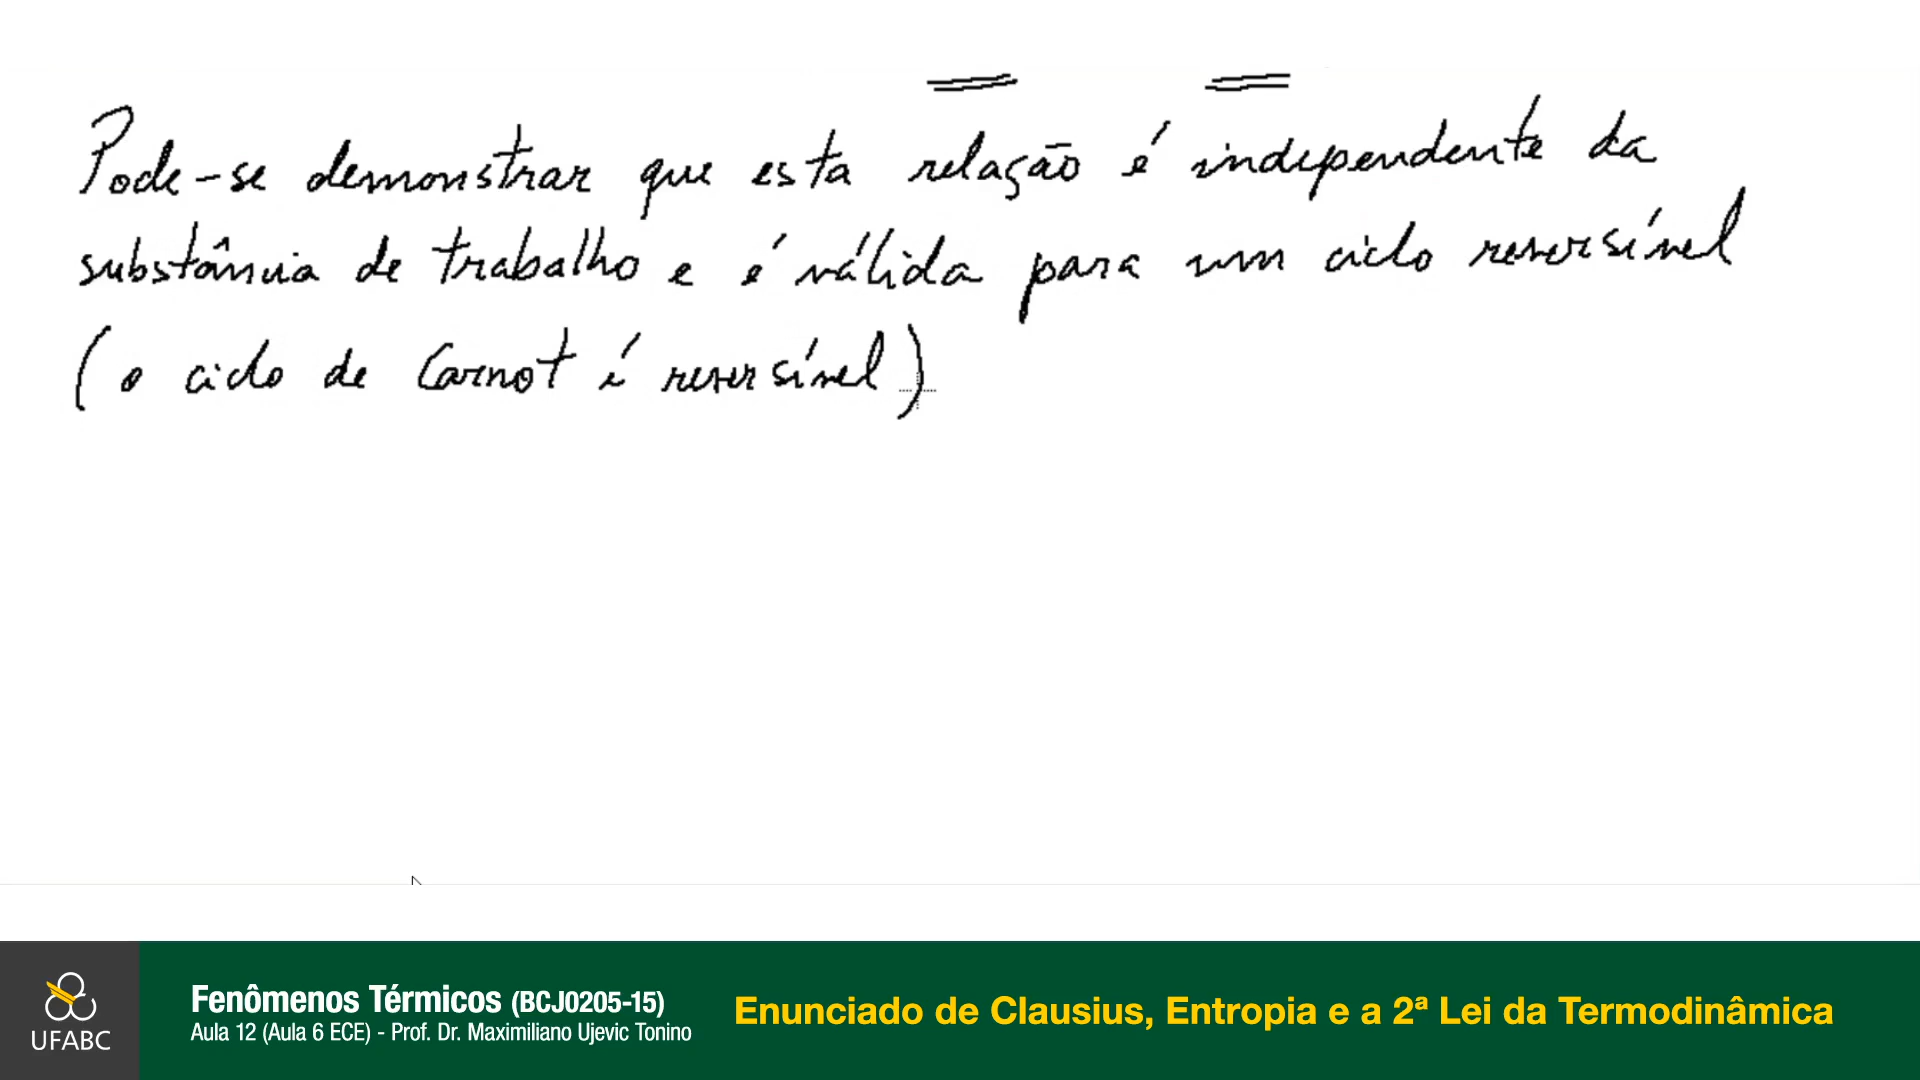 Pode-se demonstrar que esta relação é independente da
substância de trabalho e é válida para um ciclo reversível
(o ciclo de Carnot é reversível)
UFABC
Fenômenos Térmicos (BCJ0205-15)
Aula 12 (Aula 6 ECE) - Prof. Dr. Maximiliano Ujevic Tonino
Enunciado de Clausius, Entropia e a 2ª Lei da Termodinâmica